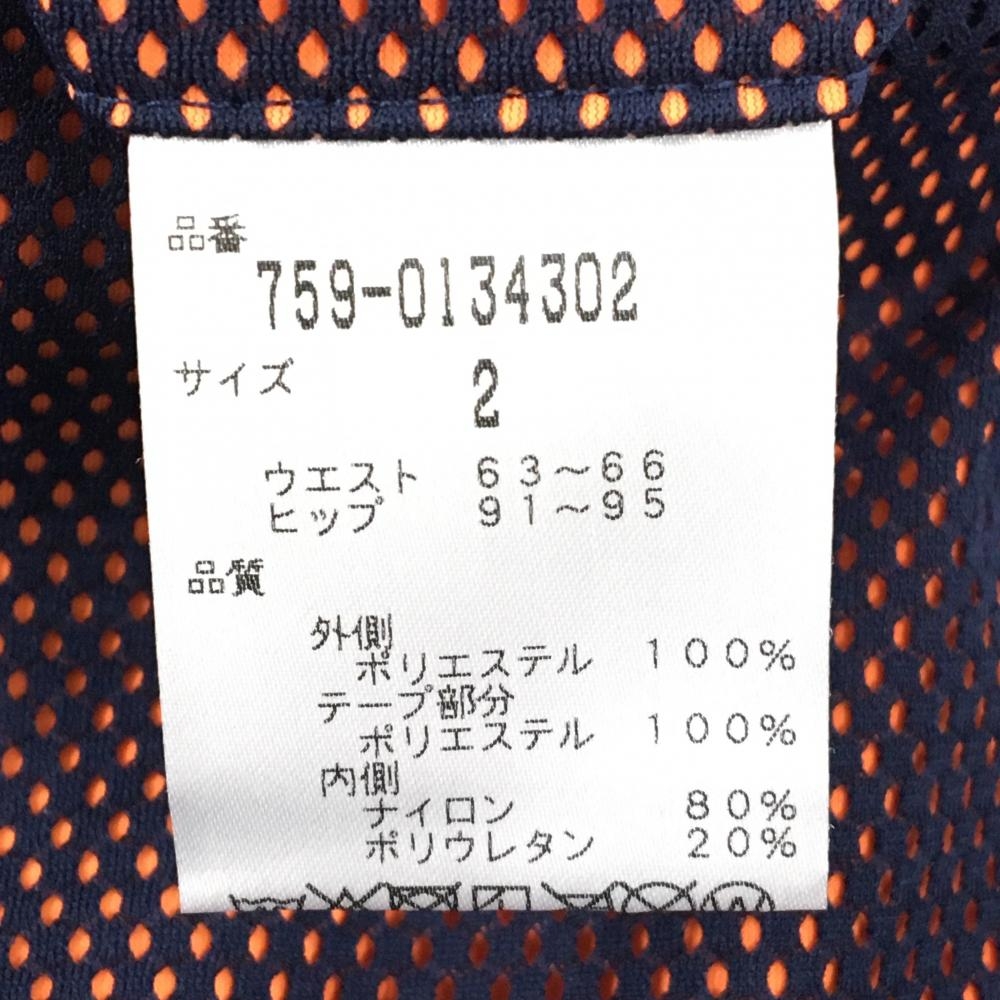 品番
759-0134302
サイズ 2
ウエスト 63～66
ヒップ 91～95
品質
外側
ポリエステル 100%
テープ部分
ポリエステル 100%
内側
ナイロン 80%
ポリウレタン 20%